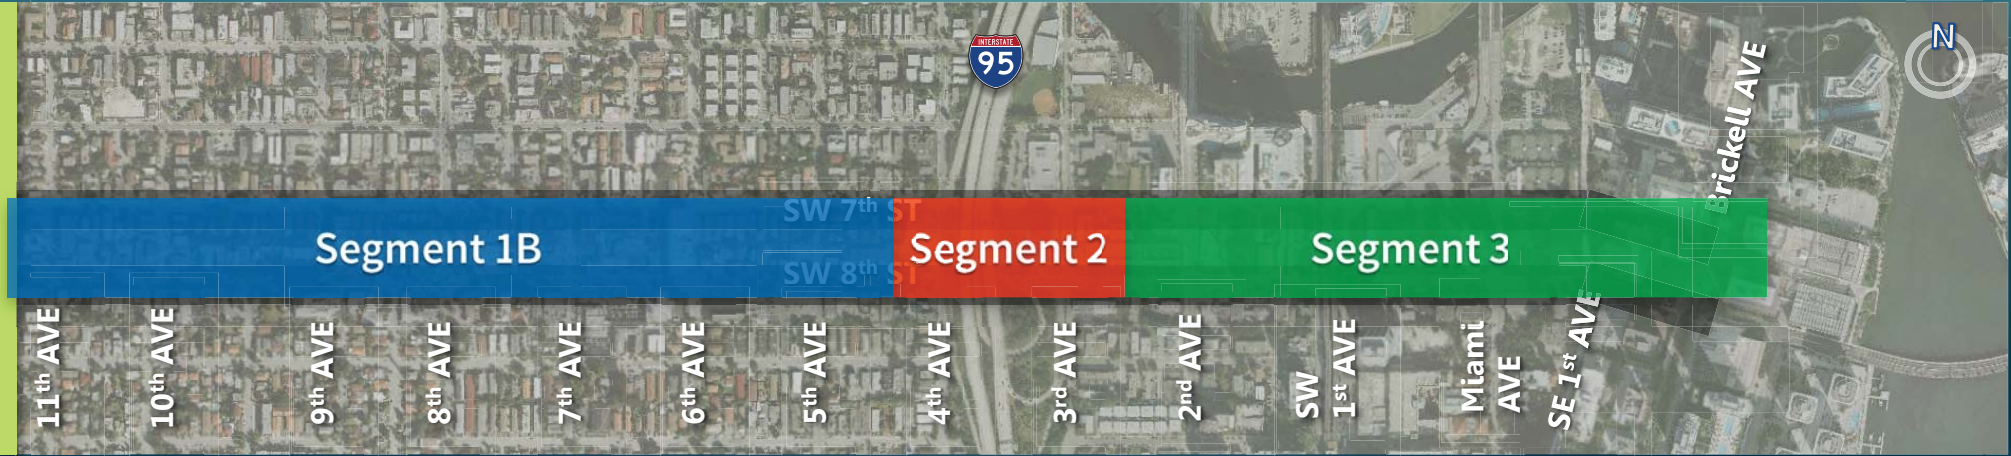 INTERSTATE
95
N
Brickell AVE
SW 7th ST
Segment 1B
Segment 2
Segment 3
SW 8th ST
11th AVE
10th AVE
9th AVE
8th AVE
7th AVE
6th AVE
5th AVE
4th AVE
3rd AVE
2nd AVE
SW
1st AVE
Miami
AVE
SE 1st AVE